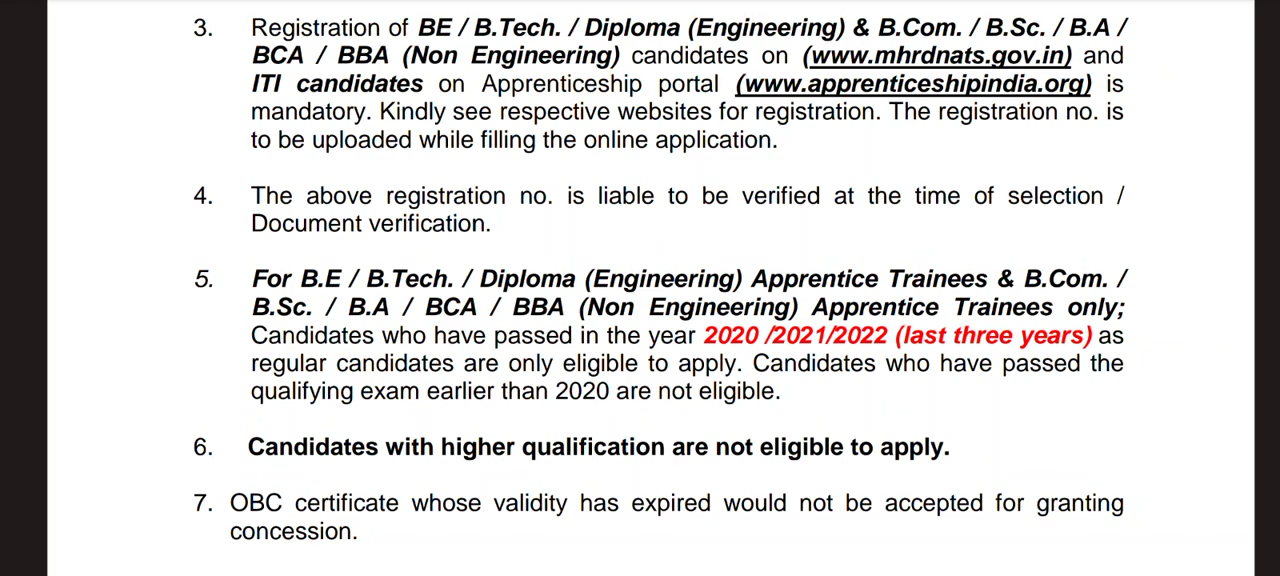 3. Registration of BE / B.Tech. / Diploma (Engineering) & B.Com. / B.Sc. / B.A /
BCA / BBA (Non Engineering) candidates on (www.mhrdnats.gov.in) and
ITI candidates on Apprenticeship portal (www.apprenticeshipindia.org) is
mandatory. Kindly see respective websites for registration. The registration no. is
to be uploaded while filling the online application.
4. The above registration no. is liable to be verified at the time of selection /
Document verification.
5. For B.E / B.Tech. / Diploma (Engineering) Apprentice Trainees & B.Com. /
B.Sc. / B.A / BCA / BBA (Non Engineering) Apprentice Trainees only;
Candidates who have passed in the year 2020 /2021/2022 (last three years) as
regular candidates are only eligible to apply. Candidates who have passed the
qualifying exam earlier than 2020 are not eligible.
6. Candidates with higher qualification are not eligible to apply.
7. OBC certificate whose validity has expired would not be accepted for granting
concession.